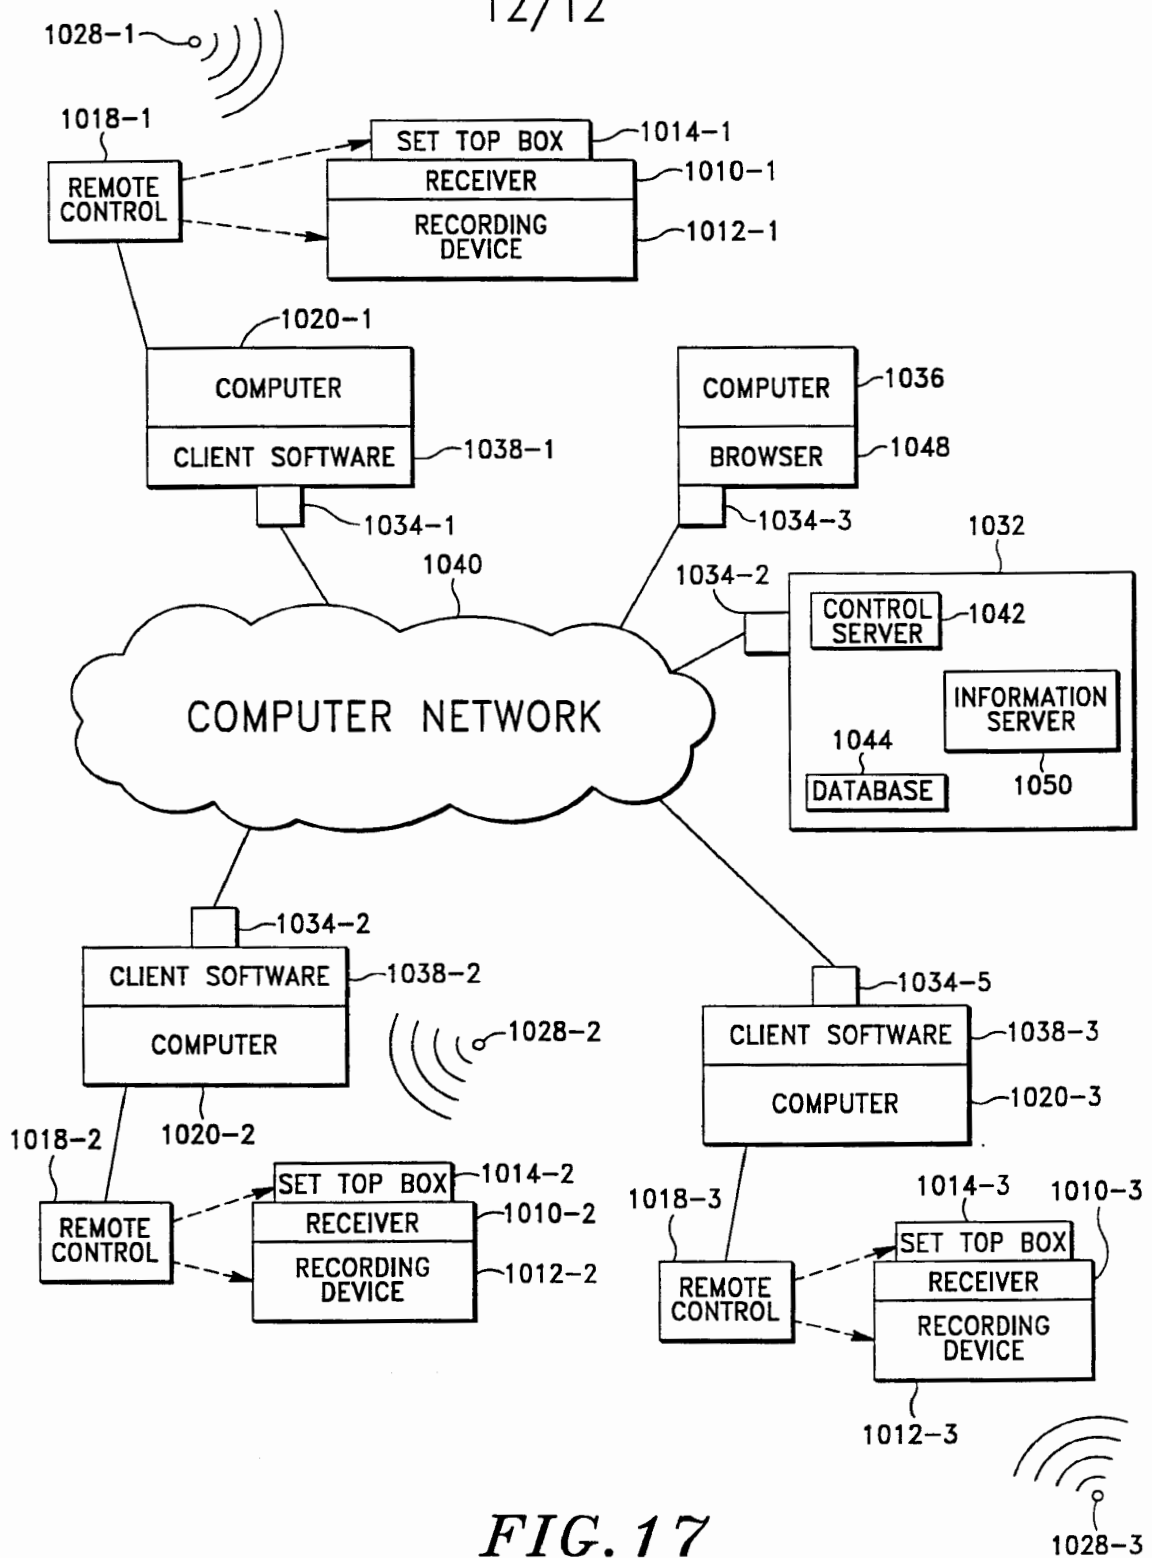 12/12
1028-1
1018-1
REMOTE
CONTROL
SET TOP BOX
1014-1
RECEIVER
1010-1
RECORDING
DEVICE
1012-1
1020-1
COMPUTER
CLIENT SOFTWARE
1038-1
1034-1
COMPUTER
1036
BROWSER
1048
1034-3
1032
1034-2
CONTROL
SERVER
1042
INFORMATION
SERVER
1050
1044
DATABASE
1040
COMPUTER NETWORK
1034-2
CLIENT SOFTWARE
1038-2
COMPUTER
1020-2
1028-2
1018-2
REMOTE
CONTROL
SET TOP BOX
1014-2
RECEIVER
1010-2
RECORDING
DEVICE
1012-2
1034-5
CLIENT SOFTWARE
1038-3
COMPUTER
1020-3
1018-3
REMOTE
CONTROL
1014-3
SET TOP BOX
1010-3
RECEIVER
RECORDING
DEVICE
1012-3
1028-3
FIG. 17